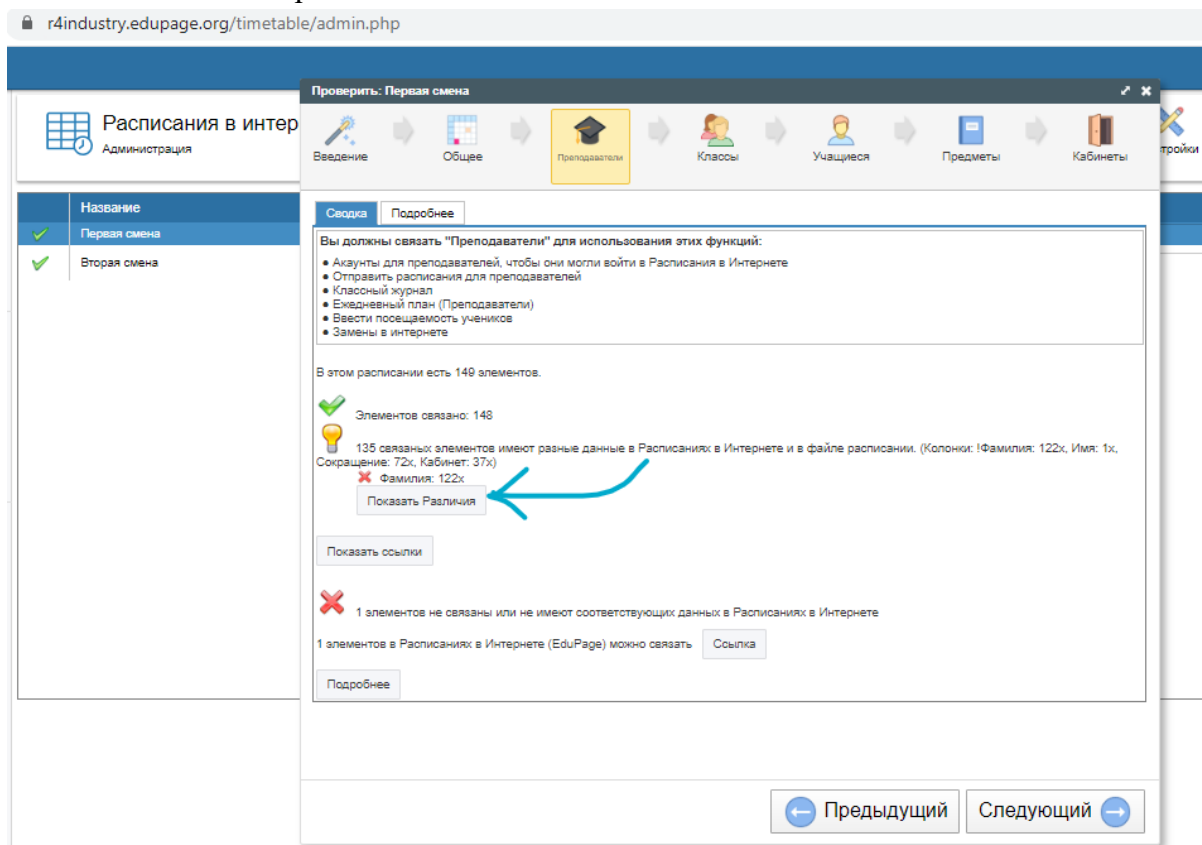 r4industry.edupage.org/timetable/admin.php
Проверить: Первая смена
Расписания в интер
Администрация
Введение
Общее
Преподаватели
Классы
Учащиеся
Предметы
Кабинеты
тройки
Название
Первая смена
Вторая смена
Сводка
Подробнее
Вы должны связать "Преподаватели" для использования этих функций:
● Акаунты для преподавателей, чтобы они могли войти в Расписания в Интернете
● Отправить расписания для преподавателей
● Классный журнал
● Ежедневный план (Преподаватели)
● Ввести посещаемость учеников
● Замены в интернете
В этом расписании есть 149 элементов.
Элементов связано: 148
135 связаных элементов имеют разные данные в Расписаниях в Интернете и в файле расписании. (Колонки: !Фамилия: 122x, Имя: 1x,
Сокращение: 72x, Кабинет: 37x)
Фамилия: 122x
Показать Различия
Показать ссылки
1 элементов не связаны или не имеют соответствующих данных в Расписаниях в Интернете
1 элементов в Расписаниях в Интернете (EduPage) можно связать
Ссылка
Подробнее
Предыдущий
Следующий